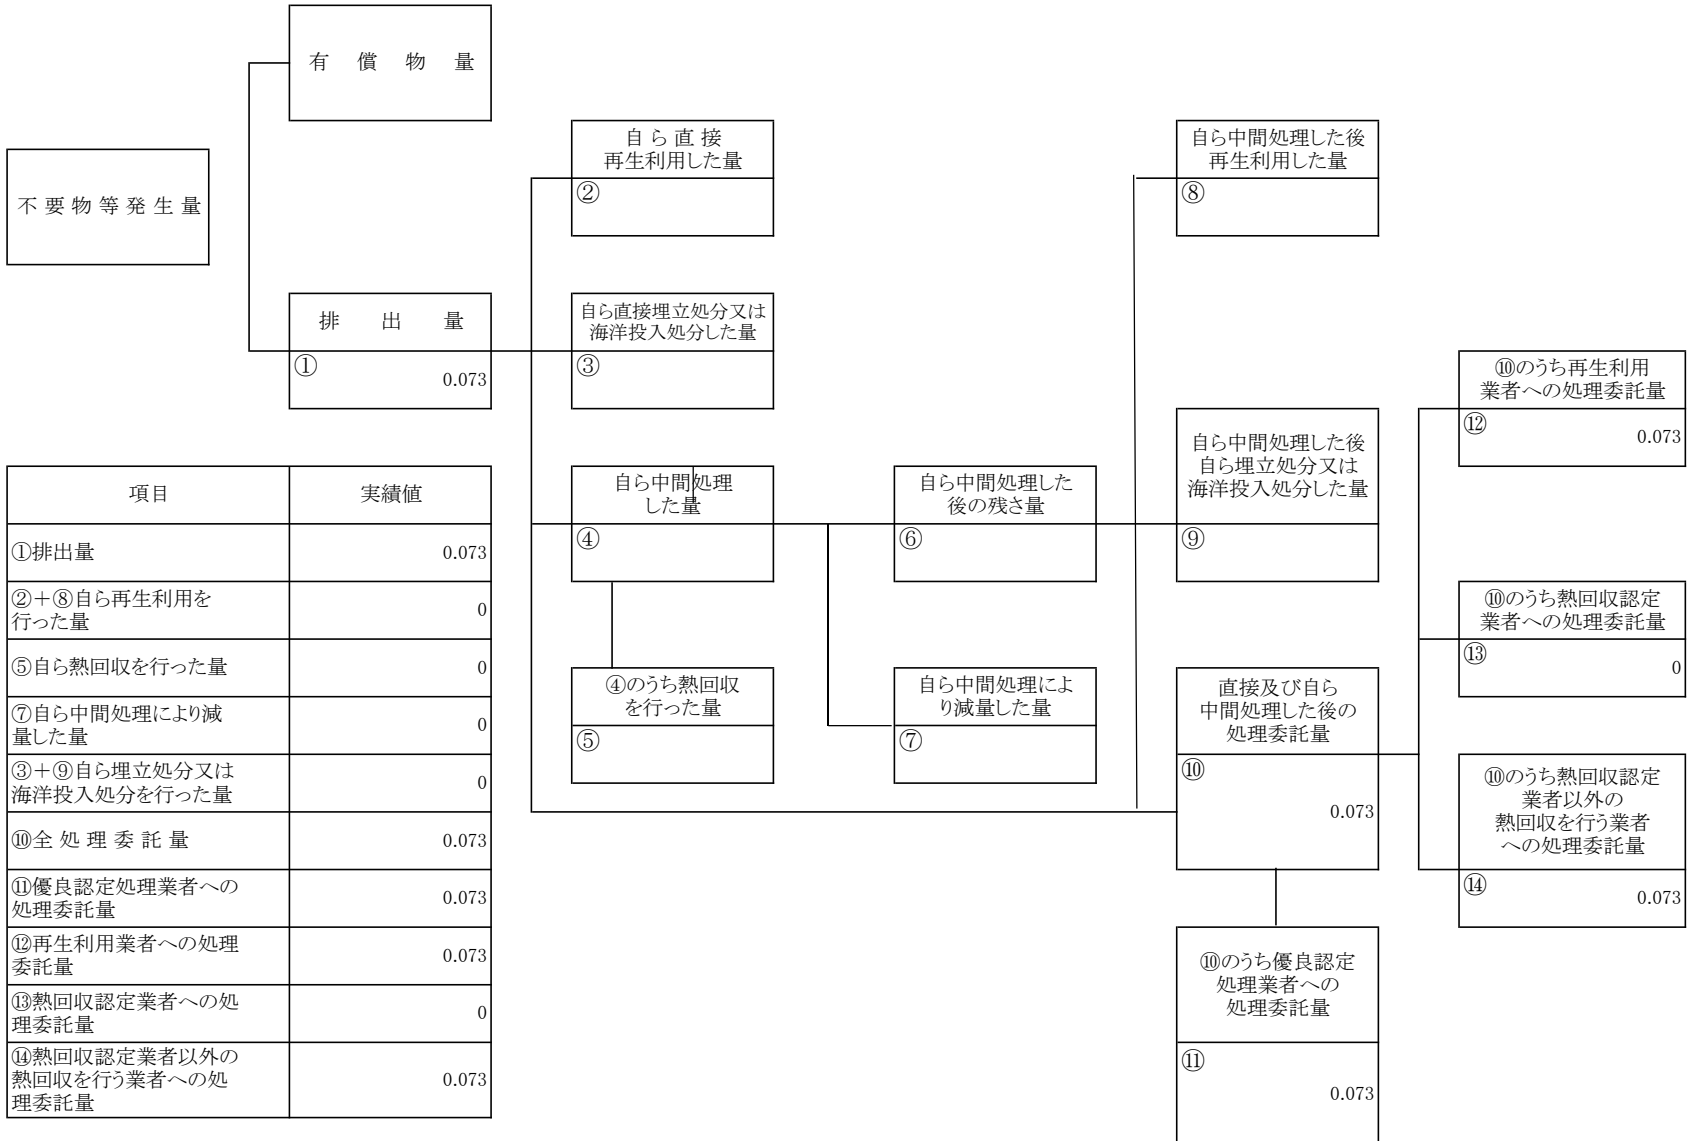 有 償 物 量
不 要 物 等 発 生 量
排 出 量
①
0.073
自 ら 直 接
再生利用した量
②
自ら直接埋立処分又は
海洋投入処分した量
③
自ら中間処理
した量
④
④のうち熱回収
を行った量
⑤
自ら中間処理した
後の残さ量
⑥
自ら中間処理によ
り減量した量
⑦
自ら中間処理した後
再生利用した量
⑧
自ら中間処理した後
自ら埋立処分又は
海洋投入処分した量
⑨
直接及び自ら
中間処理した後の
処理委託量
⑩
0.073
⑩のうち優良認定
処理業者への
処理委託量
⑪
0.073
⑩のうち再生利用
業者への処理委託量
⑫
0.073
⑩のうち熱回収認定
業者への処理委託量
⑬
0
⑩のうち熱回収認定
業者以外の
熱回収を行う業者
への処理委託量
⑭
0.073
項目 実績値
①排出量 0.073
②＋⑧自ら再生利用を
行った量 0
⑤自ら熱回収を行った量 0
⑦自ら中間処理により減
量した量 0
③＋⑨自ら埋立処分又は
海洋投入処分を行った量 0
⑩全 処 理 委 託 量 0.073
⑪優良認定処理業者への
処理委託量 0.073
⑫再生利用業者への処理
委託量 0.073
⑬熱回収認定業者への処
理委託量 0
⑭熱回収認定業者以外の
熱回収を行う業者への処
理委託量 0.073